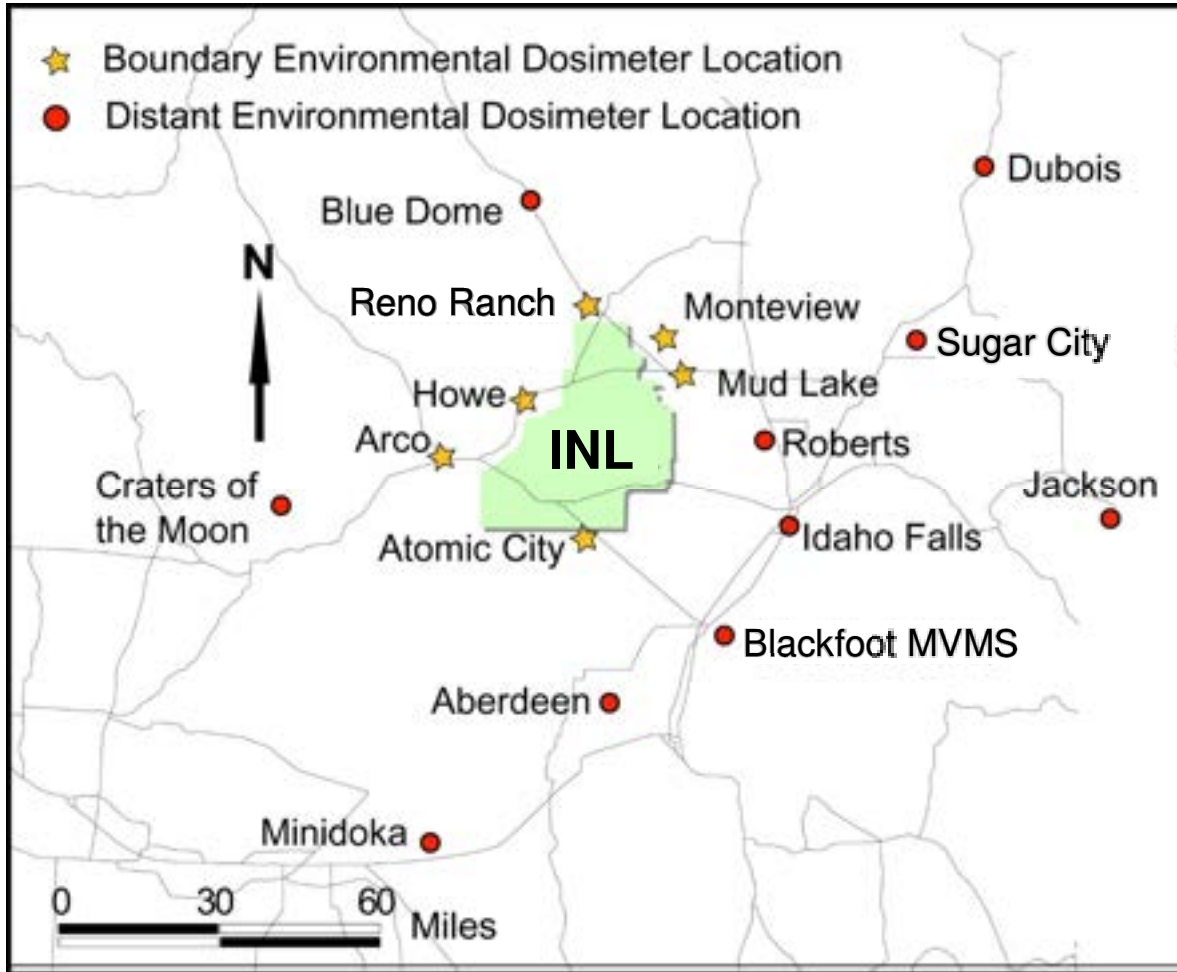 Boundary Environmental Dosimeter Location
Distant Environmental Dosimeter Location
Dubois
Blue Dome
N
Reno Ranch
Monteview
Sugar City
Howe
Mud Lake
Arco
INL
Roberts
Craters of
the Moon
Jackson
Atomic City
Idaho Falls
Blackfoot MVMS
Aberdeen
Minidoka
0 30 60
Miles